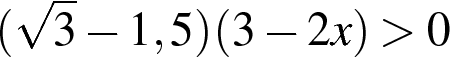 (√3 − 1,5)(3 − 2x) > 0